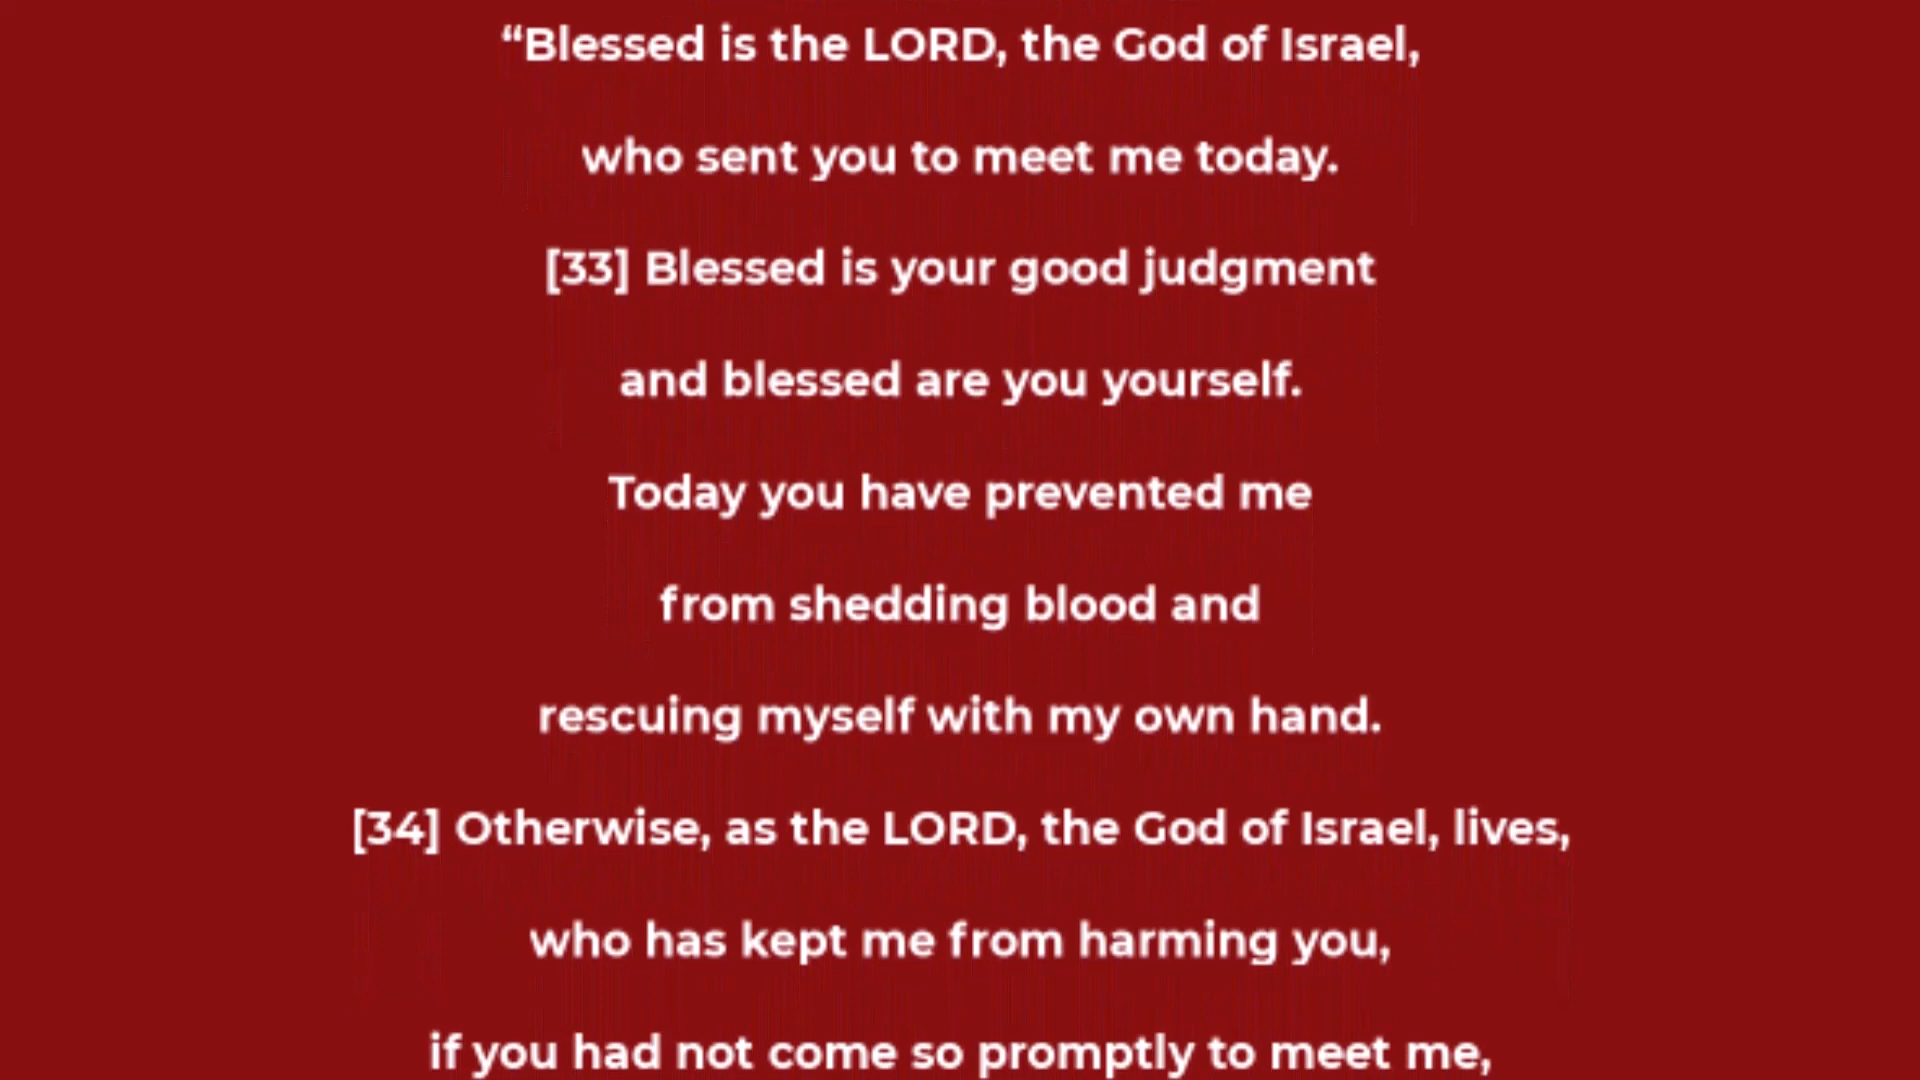 “Blessed is the LORD, the God of Israel,
who sent you to meet me today.
[33] Blessed is your good judgment
and blessed are you yourself.
Today you have prevented me
from shedding blood and
rescuing myself with my own hand.
[34] Otherwise, as the LORD, the God of Israel, lives,
who has kept me from harming you,
if you had not come so promptly to meet me,